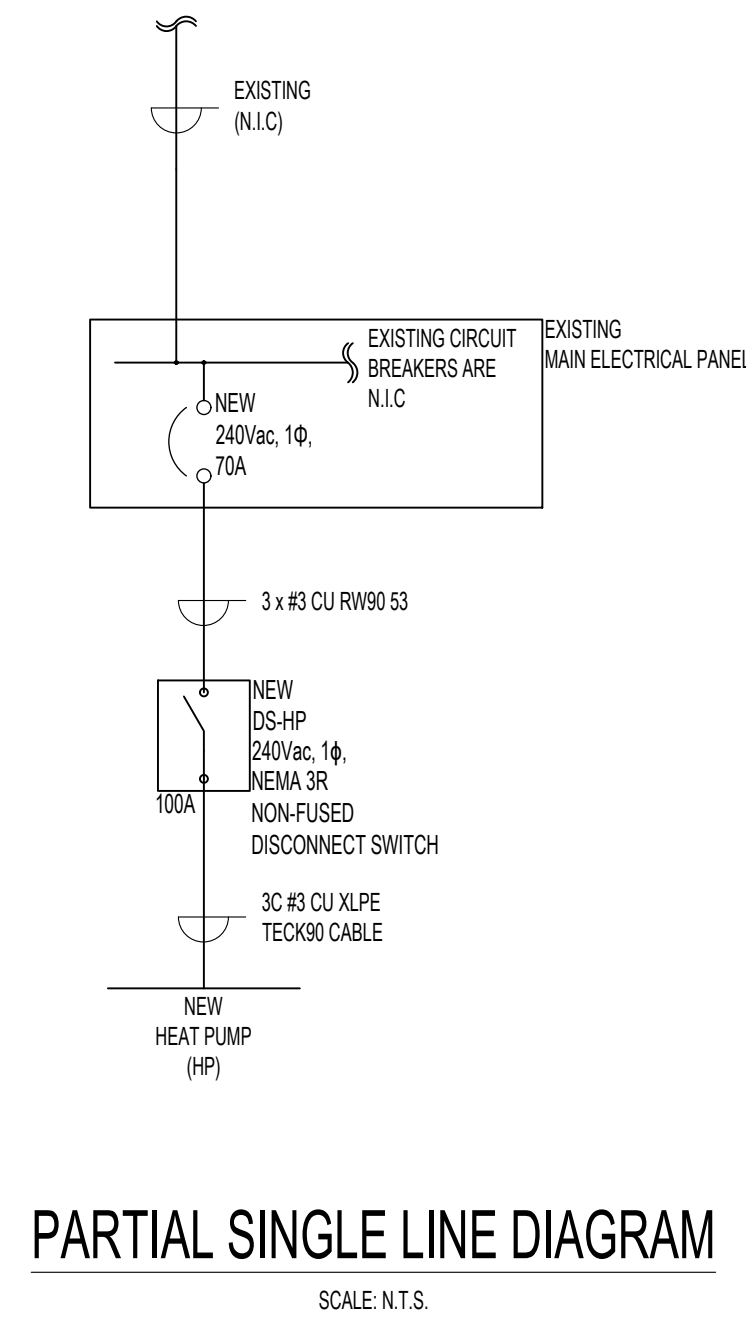 EXISTING
(N.I.C)
EXISTING CIRCUIT
BREAKERS ARE
N.I.C
EXISTING
MAIN ELECTRICAL PANEL
NEW
240Vac, 1Φ,
70A
3 x #3 CU RW90 53
NEW
DS-HP
240Vac, 1ϕ,
NEMA 3R
NON-FUSED
DISCONNECT SWITCH
100A
3C #3 CU XLPE
TECK90 CABLE
NEW
HEAT PUMP
(HP)
PARTIAL SINGLE LINE DIAGRAM
SCALE: N.T.S.